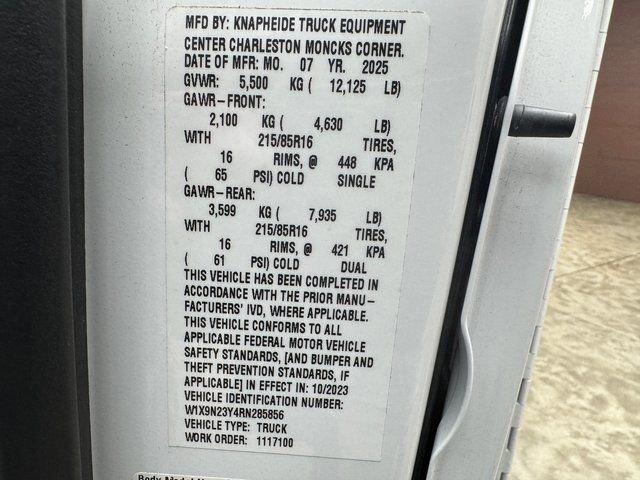 MFD BY: KNAPHEIDE TRUCK EQUIPMENT
CENTER CHARLESTON MONCKS CORNER.
DATE OF MFR: MO. 07 YR. 2025
GVWR: 5,500 KG ( 12,125 LB)
GAWR-FRONT:
2,100 KG ( 4,630 LB)
WITH 215/85R16 TIRES,
16 RIMS, @ 448 KPA
( 65 PSI) COLD SINGLE
GAWR-REAR:
3,599 KG ( 7,935 LB)
WITH 215/85R16 TIRES,
16 RIMS, @ 421 KPA
( 61 PSI) COLD DUAL
THIS VEHICLE HAS BEEN COMPLETED IN
ACCORDANCE WITH THE PRIOR MANU-
FACTURERS' IVD, WHERE APPLICABLE.
THIS VEHICLE CONFORMS TO ALL
APPLICABLE FEDERAL MOTOR VEHICLE
SAFETY STANDARDS, [AND BUMPER AND
THEFT PREVENTION STANDARDS, IF
APPLICABLE] IN EFFECT IN: 10/2023
VEHICLE IDENTIFICATION NUMBER:
W1X9N23Y4RN285856
VEHICLE TYPE: TRUCK
WORK ORDER: 1117100